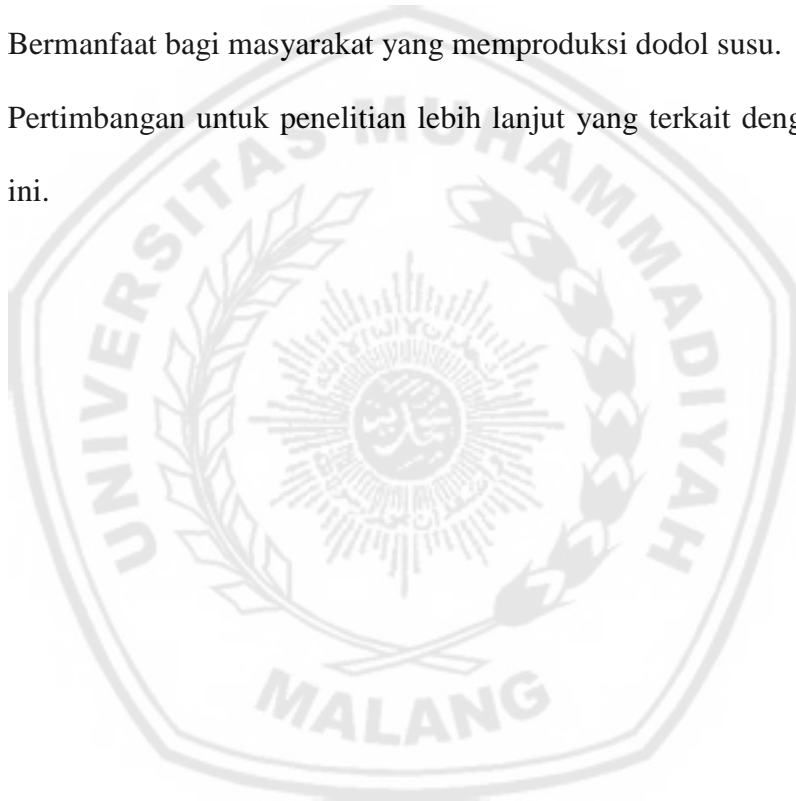 Bermanfaat bagi masyarakat yang memproduksi dodol susu.
Pertimbangan untuk penelitian lebih lanjut yang terkait deng
ini.
UNIVERSITAS MUHAMMADIYAH
MALANG